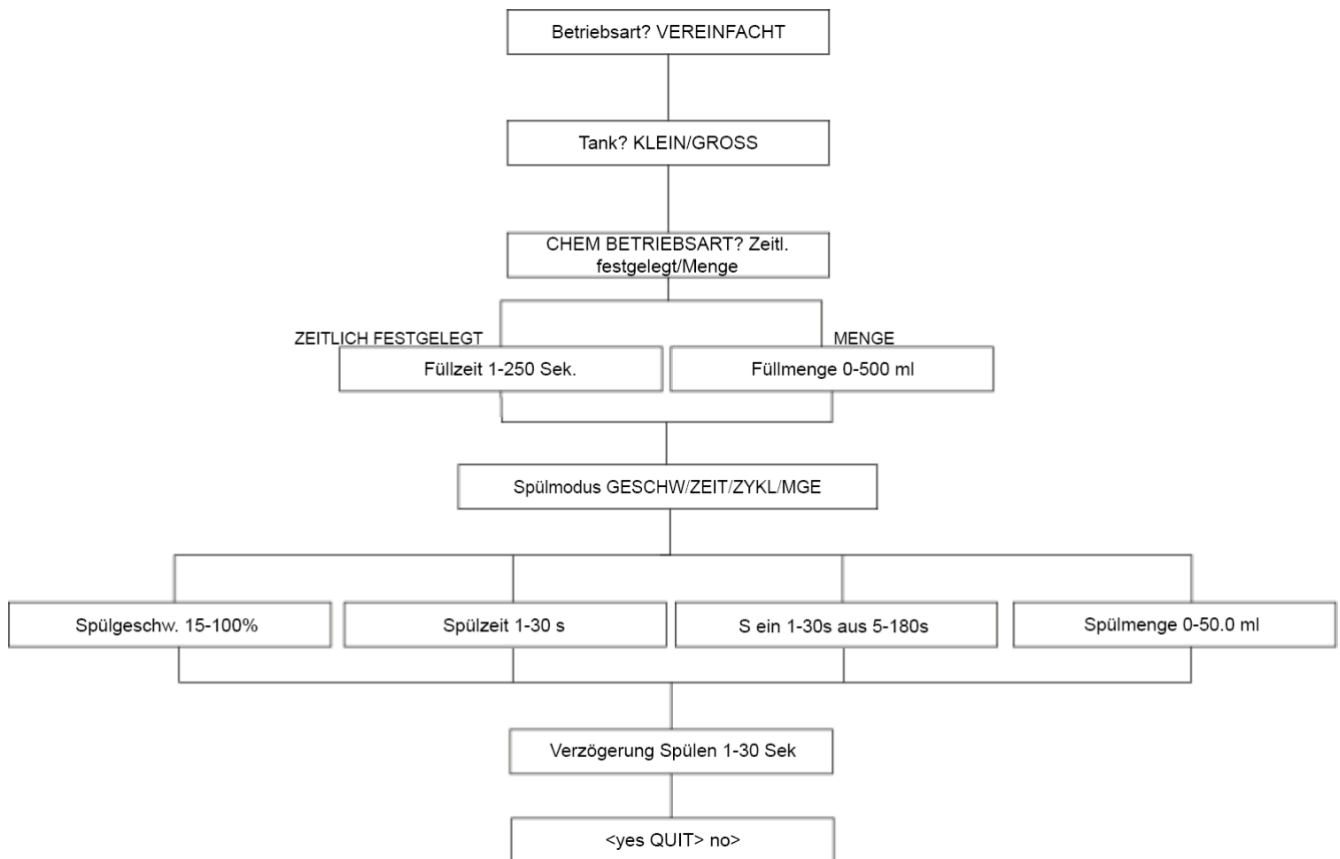 Betriebsart? VEREINFACHT
Tank? KLEIN/GROSS
CHEM BETRIEBSART? Zeitl.
festgelegt/Menge
ZEITLICH FESTGELEGT
MENGE
Füllzeit 1-250 Sek.
Füllmenge 0-500 ml
Spülmodus GESCHW/ZEIT/ZYKL/MGE
Spülgeschw. 15-100%
Spülzeit 1-30 s
S ein 1-30s aus 5-180s
Spülmenge 0-50.0 ml
Verzögerung Spülen 1-30 Sek
<yes QUIT> no>